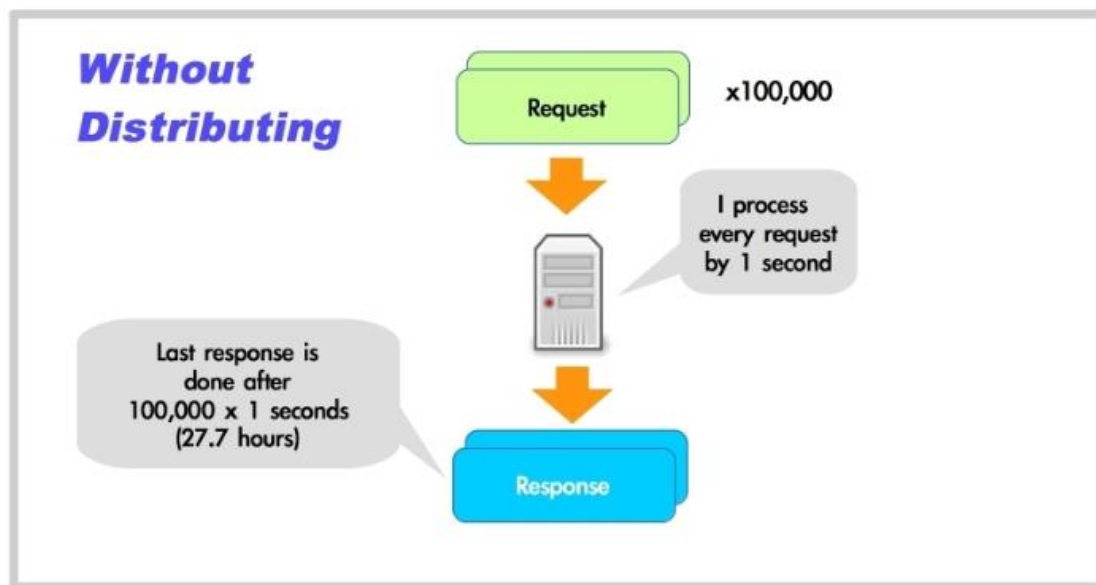 Without
Distributing
Request
x100,000
I process
every request
by 1 second
Last response is
done after
100,000 x 1 seconds
(27.7 hours)
Response